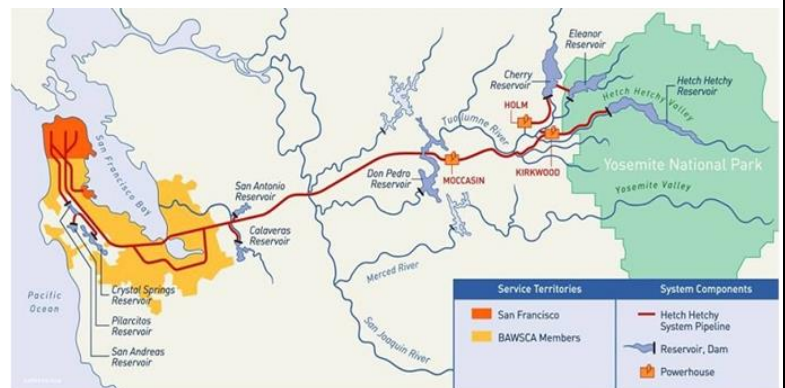 Eleanor
Reservoir
Cherry
Reservoir
Hetch Hetchy
Reservoir
Hetch Hetchy Valley
HOLM
Tuolumne River
KIRKWOOD
Yosemite National Park
Yosemite Valley
MOCCASIN
Don Pedro
Reservoir
San Francisco Bay
San Antonio
Reservoir
Calaveras
Reservoir
Merced River
San Joaquin River
Crystal Springs
Reservoir
Pilarcitos
Reservoir
San Andreas
Reservoir
Pacific
Ocean
Service Territories
San Francisco
BAWSCA Members
System Components
Hetch Hetchy
System Pipeline
Reservoir, Dam
Powerhouse